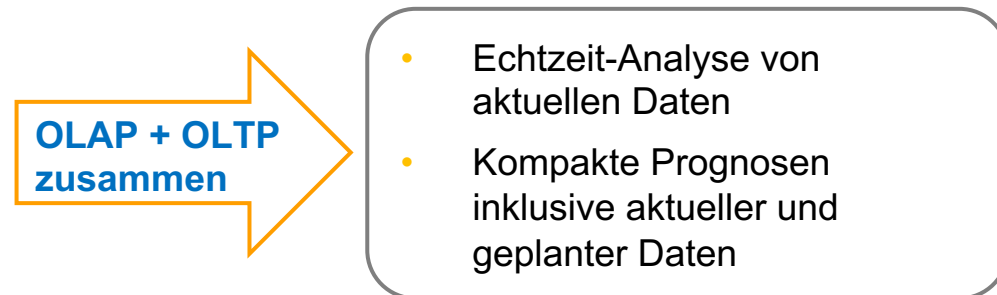 OLAP + OLTP
zusammen
• Echtzeit-Analyse von
aktuellen Daten
• Kompakte Prognosen
inklusive aktueller und
geplanter Daten